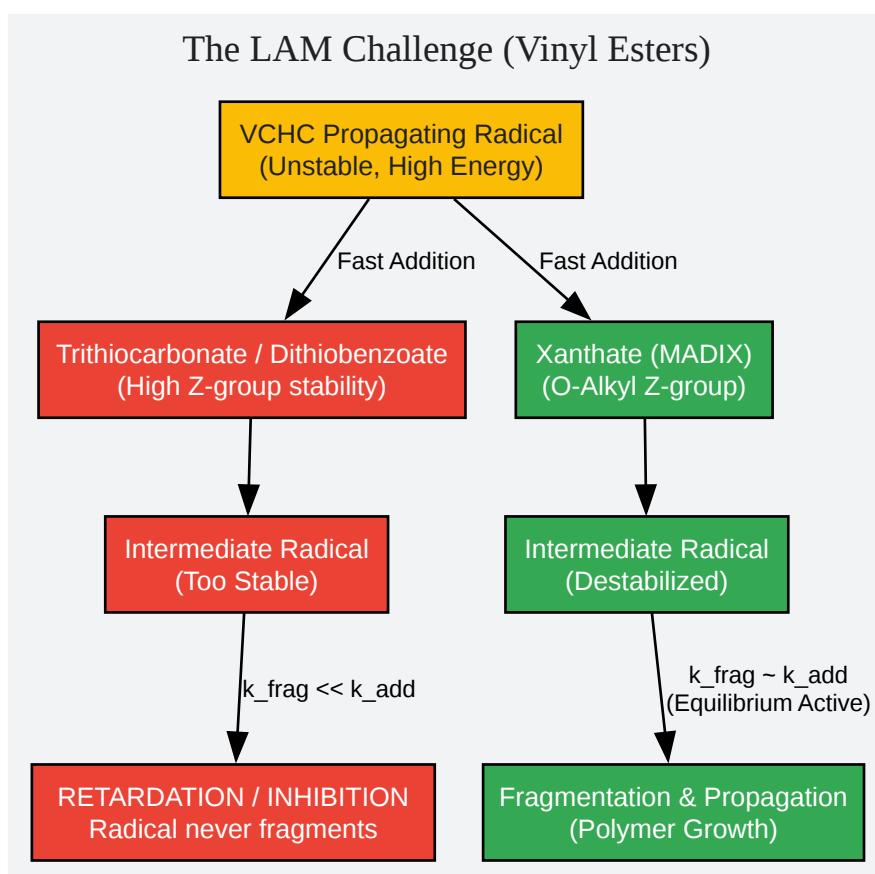 The LAM Challenge (Vinyl Esters)
VCHC Propagating Radical
(Unstable, High Energy)
Fast Addition
Fast Addition
Trithiocarbonate / Dithiobenzoate
(High Z-group stability)
Xanthate (MADIX)
(O-Alkyl Z-group)
Intermediate Radical
(Too Stable)
Intermediate Radical
(Destabilized)
k_frag << k_add
k_frag ~ k_add
(Equilibrium Active)
RETARDATION / INHIBITION
Radical never fragments
Fragmentation & Propagation
(Polymer Growth)